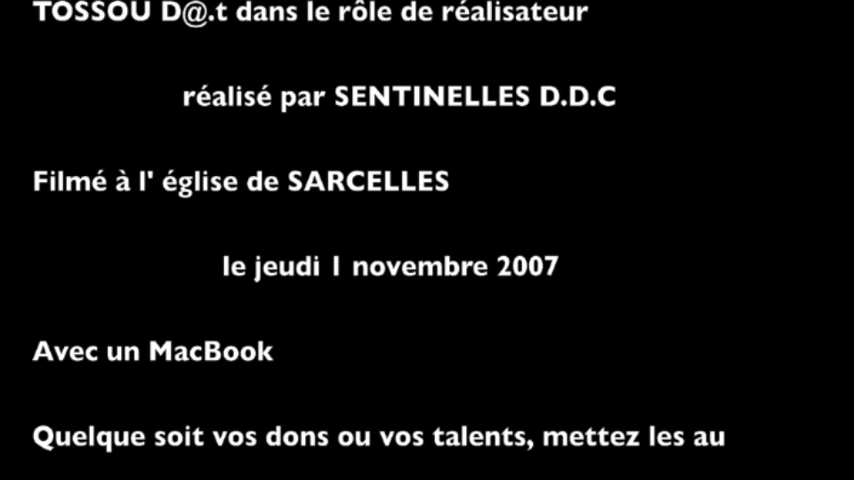 TOSSOU D@.t dans le rôle de réalisateur
réalisé par SENTINELLES D.D.C
Filmé à l' église de SARCELLES
le jeudi 1 novembre 2007
Avec un MacBook
Quelque soit vos dons ou vos talents, mettez les au